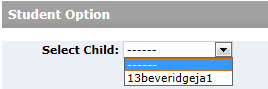 Student Option
Select Child: ------
------
13beveridgeja1